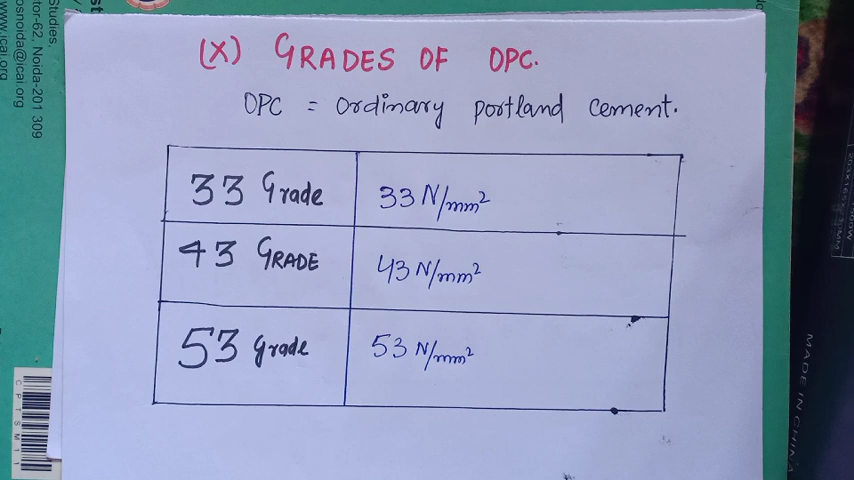 (X) GRADES OF OPC.
OPC = Ordinary portland cement.
33 Grade 33 N/mm²
43 GRADE 43 N/mm²
53 Grade 53 N/mm²
Studies,
tor-62, Noida-201 309
osnoida@icai.org
www.icai.org
CPTSM11
MADE IN CHINA